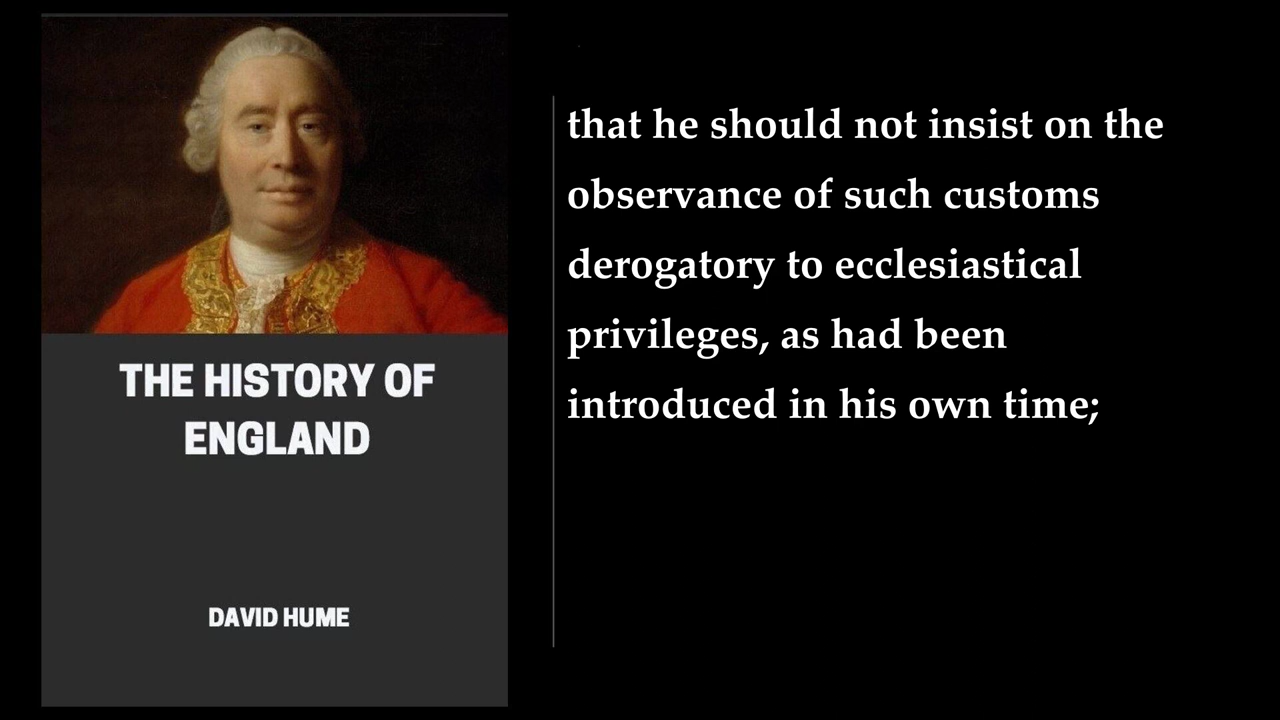 THE HISTORY OF
ENGLAND
DAVID HUME
that he should not insist on the
observance of such customs
derogatory to ecclesiastical
privileges, as had been
introduced in his own time;